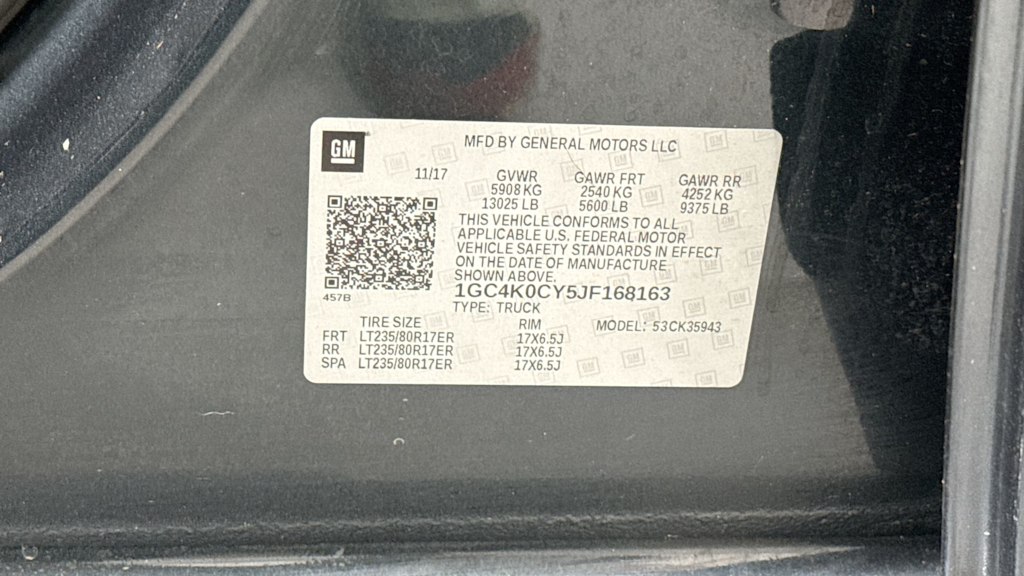 GM
MFD BY GENERAL MOTORS LLC
11/17 GVWR GAWR FRT GAWR RR
5908 KG 2540 KG 4252 KG
13025 LB 5600 LB 9375 LB
THIS VEHICLE CONFORMS TO ALL
APPLICABLE U.S. FEDERAL MOTOR
VEHICLE SAFETY STANDARDS IN EFFECT
ON THE DATE OF MANUFACTURE
SHOWN ABOVE.
457B
1GC4K0CY5JF168163
TYPE: TRUCK
TIRE SIZE RIM MODEL: 53CK35943
FRT LT235/80R17ER 17X6.5J
RR LT235/80R17ER 17X6.5J
SPA LT235/80R17ER 17X6.5J